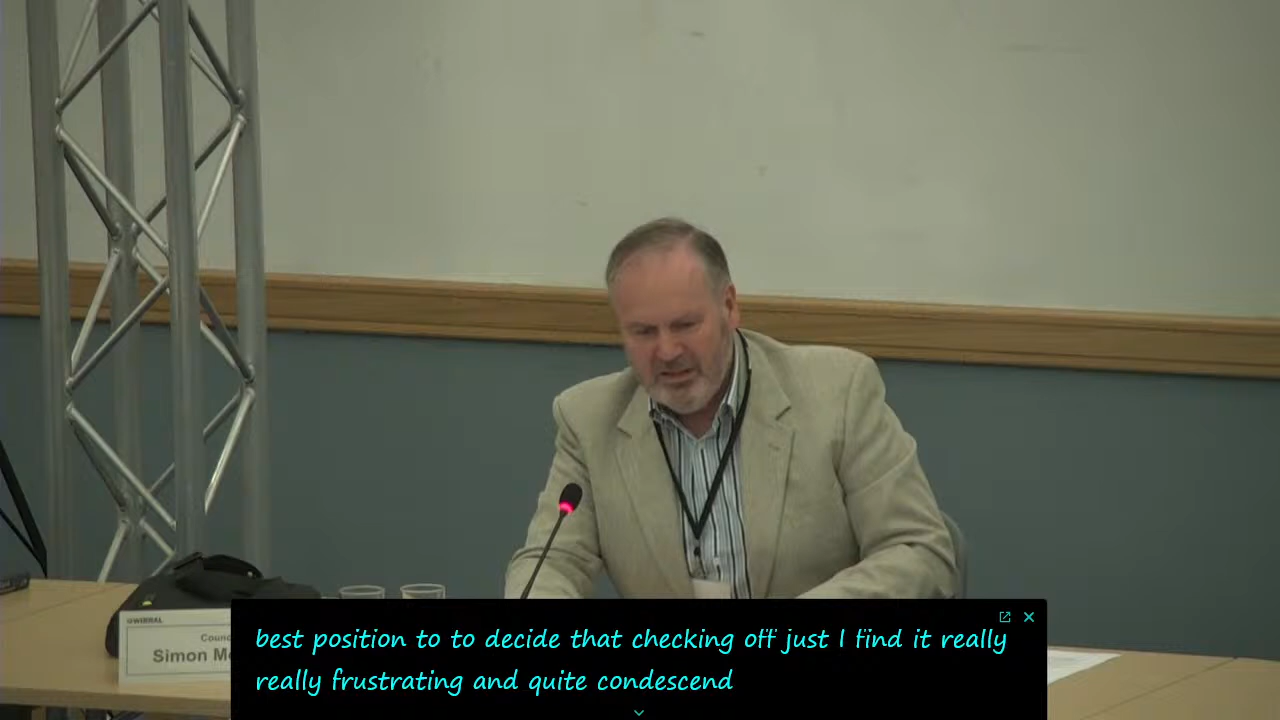 WIRRAL
Simon
best position to to decide that checking off just I find it really
really frustrating and quite condescend